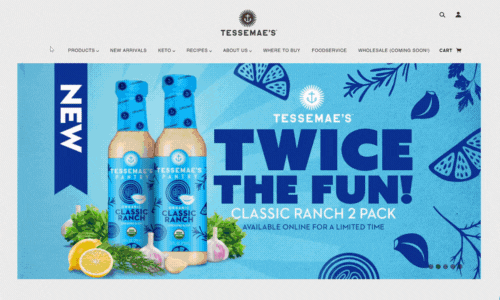 TESSEMAE'S
PRODUCTS NEW ARRIVALS KETO RECIPES ABOUT US WHERE TO BUY FOODSERVICE WHOLESALE (COMING SOON!) CART
NEW
TESSEMAE'S
TWICE
THE FUN!
CLASSIC RANCH 2 PACK
AVAILABLE ONLINE FOR A LIMITED TIME
TESSEMAE'S
PANTRY
CLASSIC
RANCH
TESSEMAE'S
PANTRY
CLASSIC
RANCH